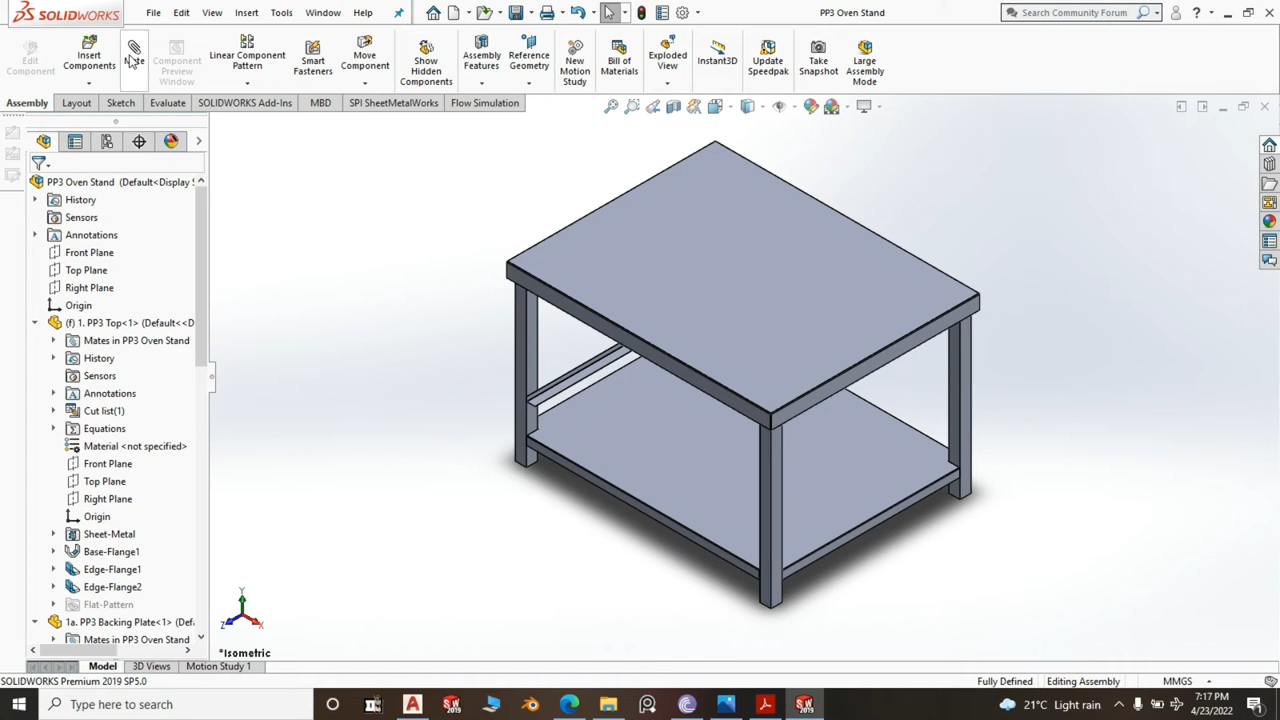 SOLIDWORKS File Edit View Insert Tools Window Help PP3 Oven Stand Search Community Forum
Edit Component
Insert Components
Component Preview Window
Linear Component Pattern
Smart Fasteners
Move Component
Show Hidden Components
Assembly Features
Reference Geometry
New Motion Study
Bill of Materials
Exploded View
Instant3D
Update Speedpak
Take Snapshot
Large Assembly Mode
Assembly Layout Sketch Evaluate SOLIDWORKS Add-Ins MBD SPI SheetMetalWorks Flow Simulation
PP3 Oven Stand (Default<Display S
History
Sensors
Annotations
Front Plane
Top Plane
Right Plane
Origin
(f) 1. PP3 Top<1> (Default<<D
Mates in PP3 Oven Stand
History
Sensors
Annotations
Cut list(1)
Equations
Material <not specified>
Front Plane
Top Plane
Right Plane
Origin
Sheet-Metal
Base-Flange1
Edge-Flange1
Edge-Flange2
Flat-Pattern
1a. PP3 Backing Plate<1> (Def
Mates in PP3 Oven Stand
Y
Z
X
*Isometric
Model 3D Views Motion Study 1
SOLIDWORKS Premium 2019 SP5.0 Fully Defined Editing Assembly MMGS
Type here to search
21°C Light rain
7:17 PM
4/23/2022